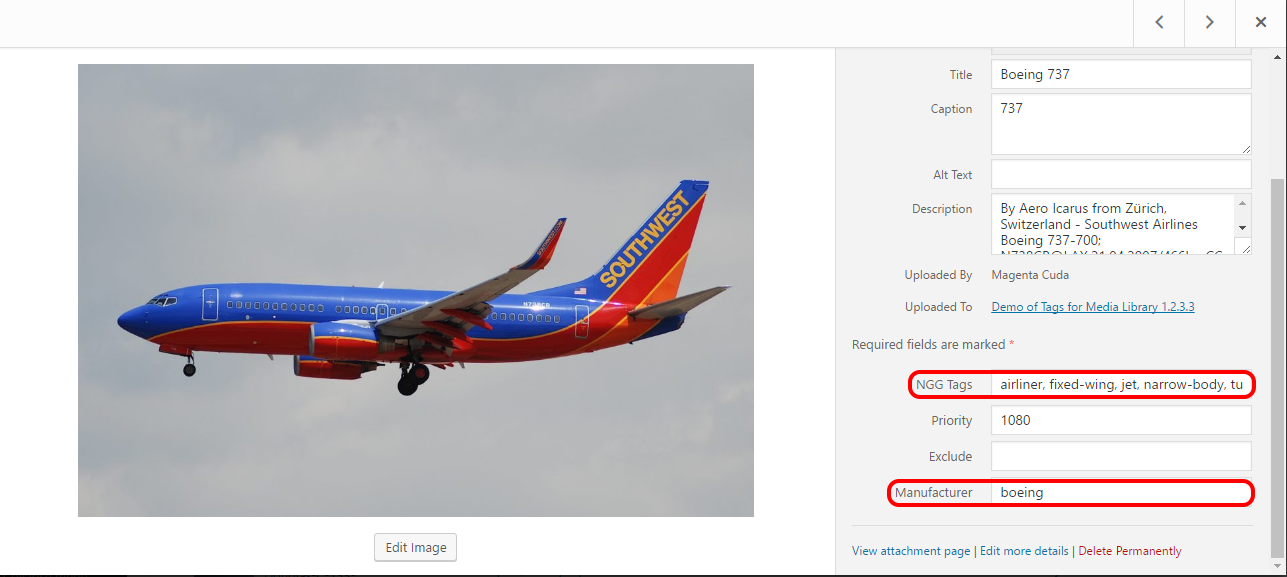 Title
Boeing 737
Caption
737
Alt Text
Description
By Aero Icarus from Zürich,
Switzerland - Southwest Airlines
Boeing 737-700;
Uploaded By
Magenta Cuda
Uploaded To
Demo of Tags for Media Library 1.2.3.3
Required fields are marked *
NGG Tags
airliner, fixed-wing, jet, narrow-body, tu
Priority
1080
Exclude
Manufacturer
boeing
View attachment page | Edit more details | Delete Permanently
SOUTHWEST
Edit Image